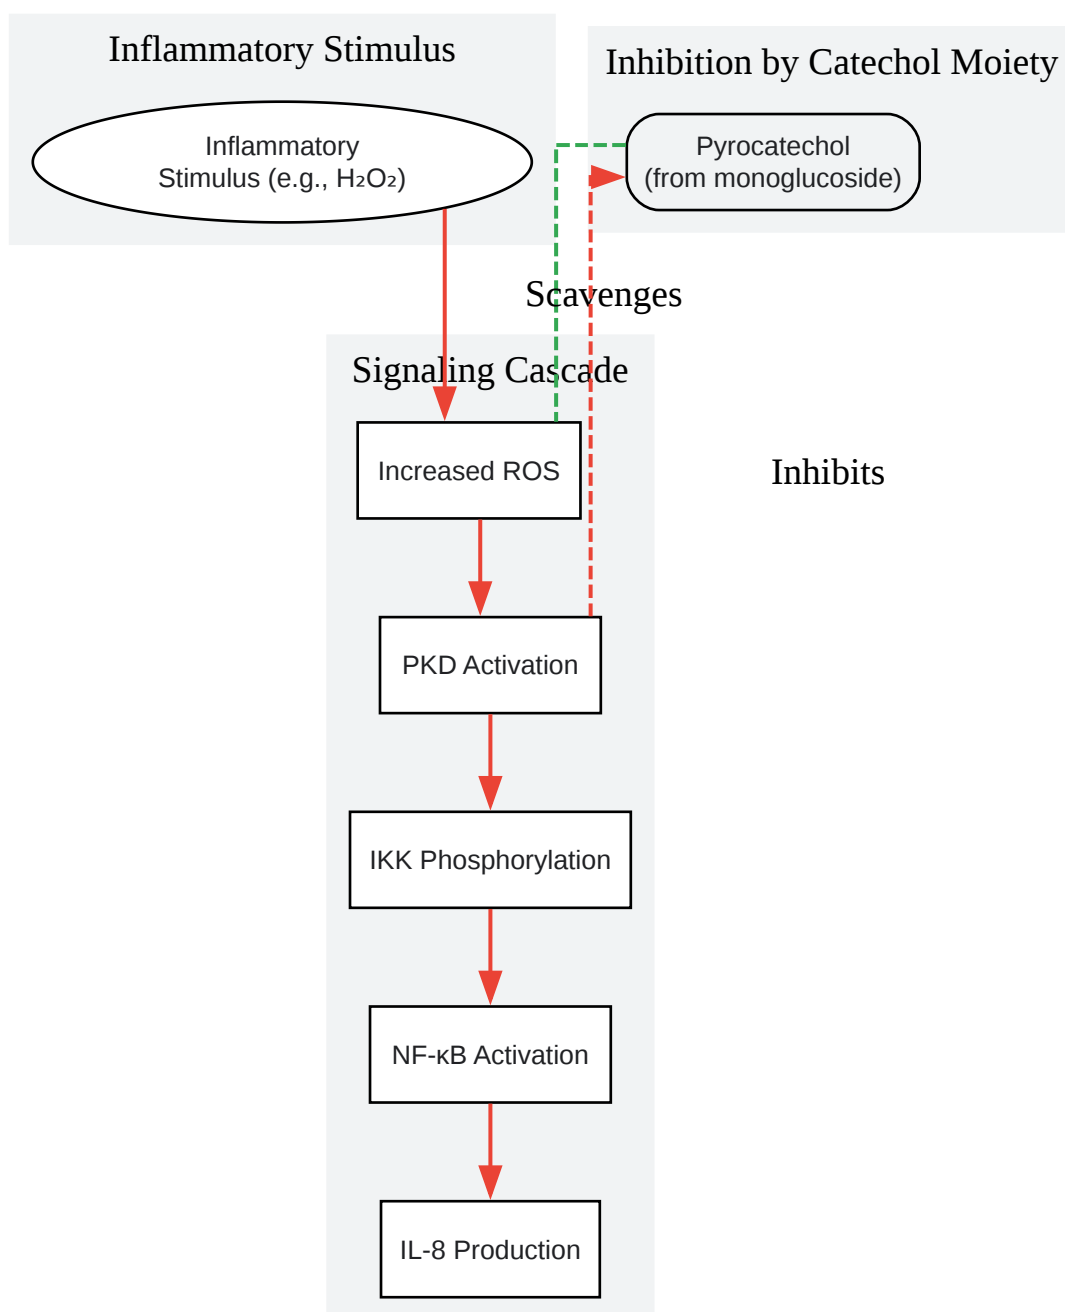 Inflammatory Stimulus
Inflammatory
Stimulus (e.g., H₂O₂)
Inhibition by Catechol Moiety
Pyrocatechol
(from monoglucoside)
Scavenges
Signaling Cascade
Increased ROS
Inhibits
PKD Activation
IKK Phosphorylation
NF-κB Activation
IL-8 Production